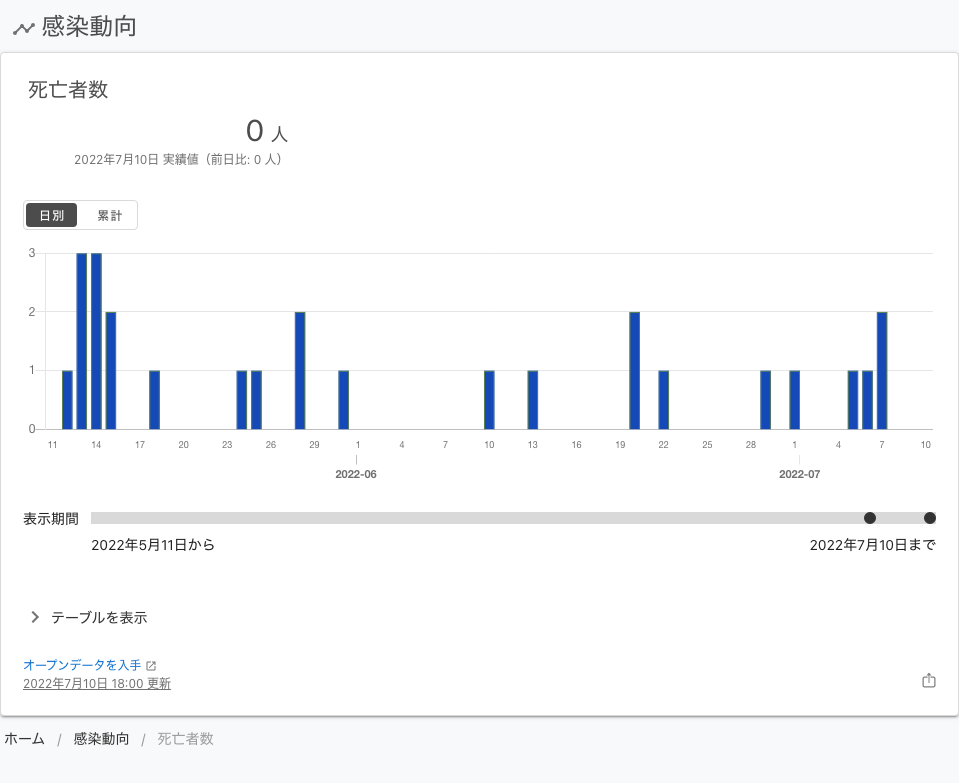 感染動向
死亡者数
0 人
2022年7月10日 実績値（前日比: 0 人）
日別 累計
3
2
1
0
11 14 17 20 23 26 29 1 4 7 10 13 16 19 22 25 28 1 4 7 10
2022-06 2022-07
表示期間
2022年5月11日から 2022年7月10日まで
テーブルを表示
オープンデータを入手
2022年7月10日 18:00 更新
ホーム / 感染動向 / 死亡者数